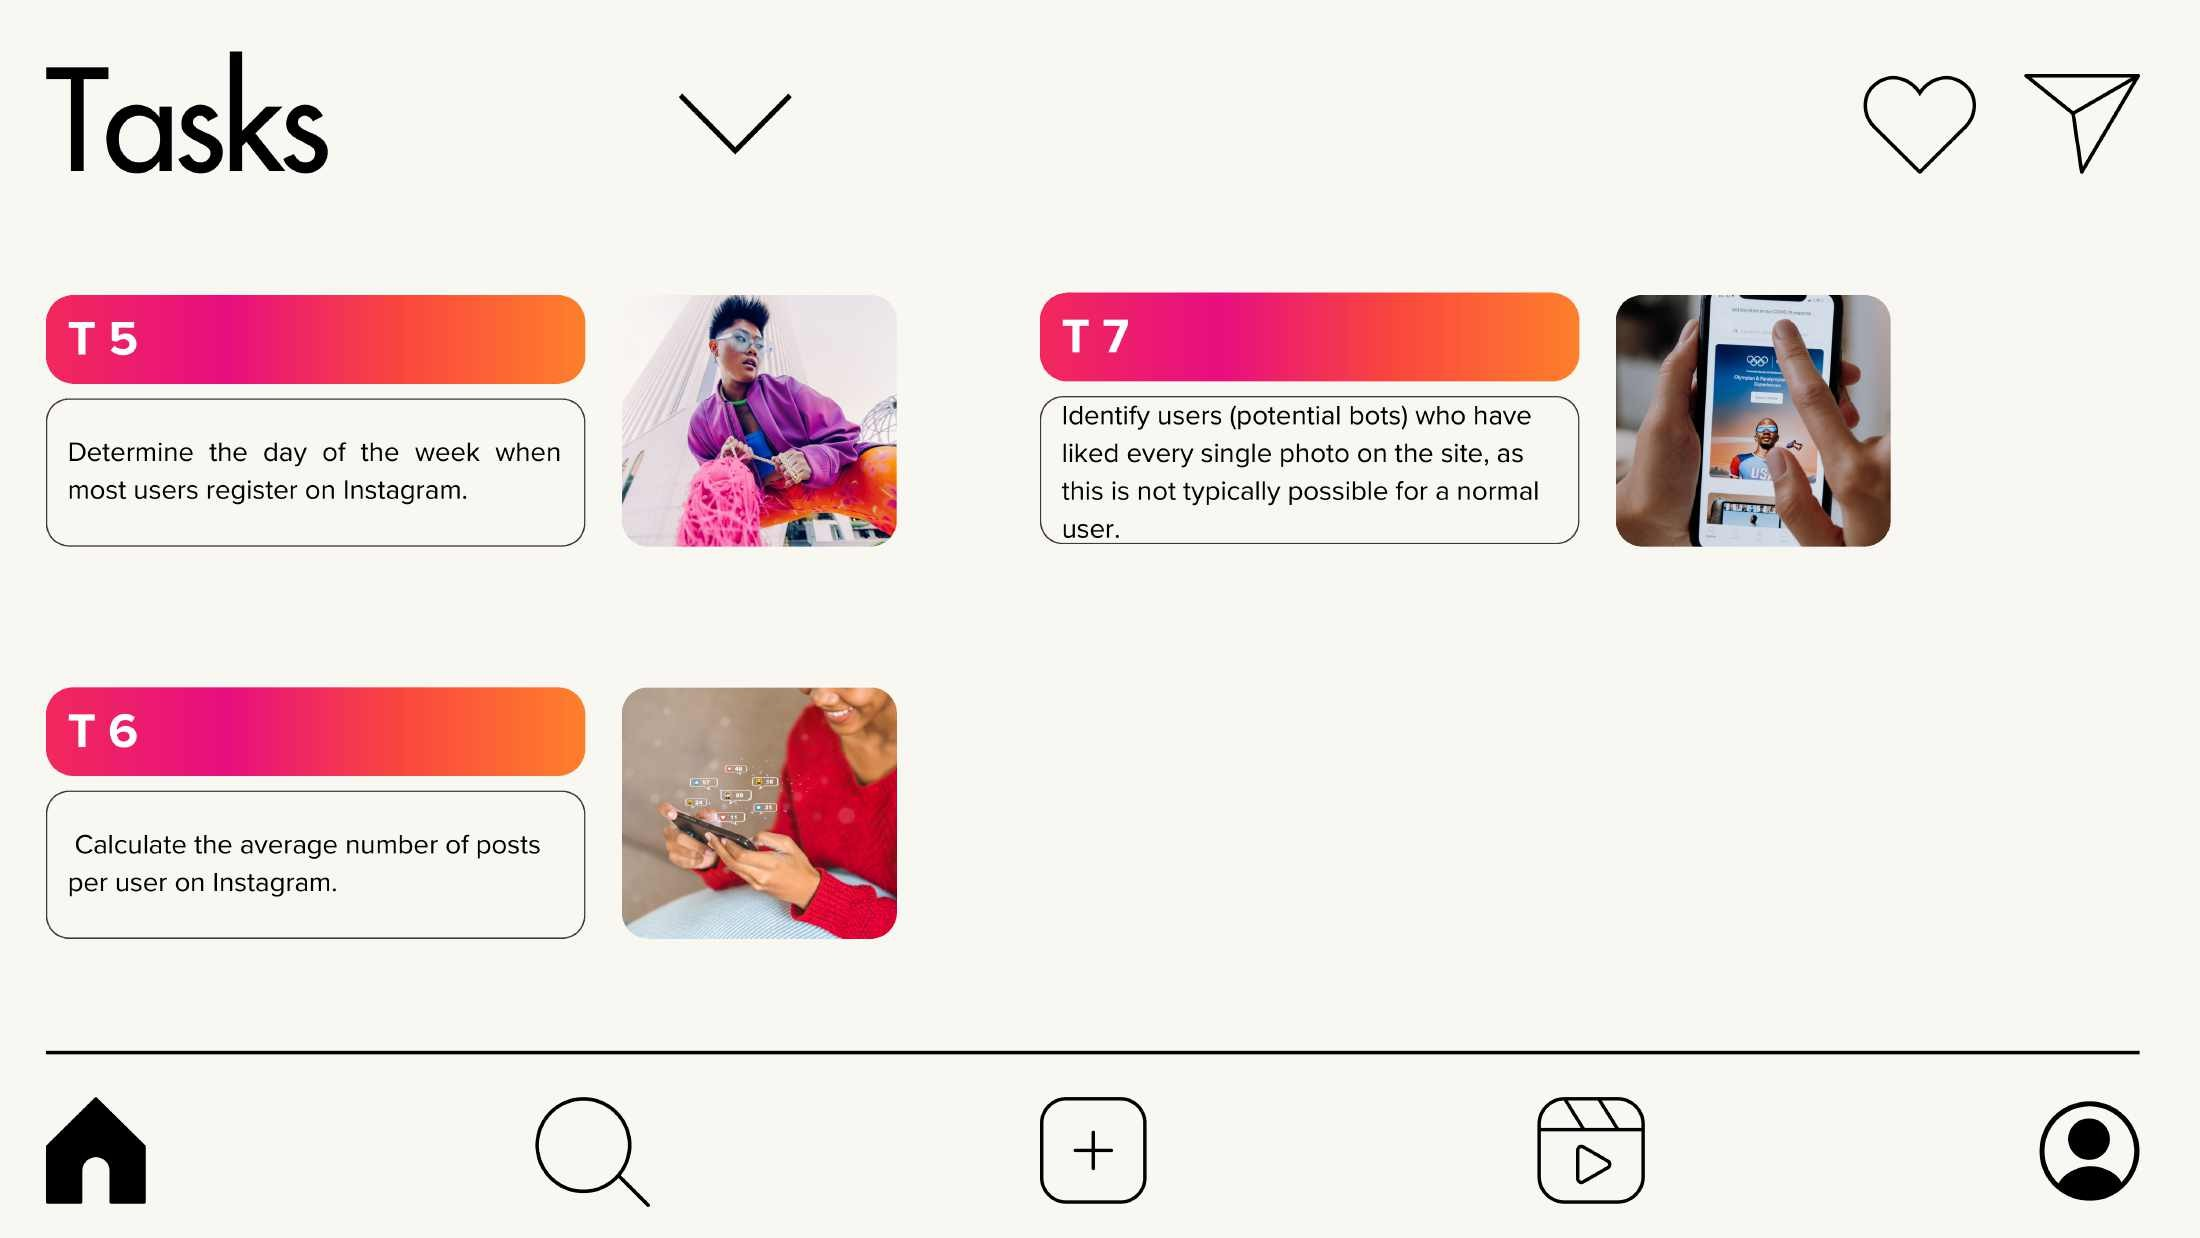 Tasks
T 5
Determine the day of the week when
most users register on Instagram.
T 6
Calculate the average number of posts
per user on Instagram.
T 7
Identify users (potential bots) who have
liked every single photo on the site, as
this is not typically possible for a normal
user.